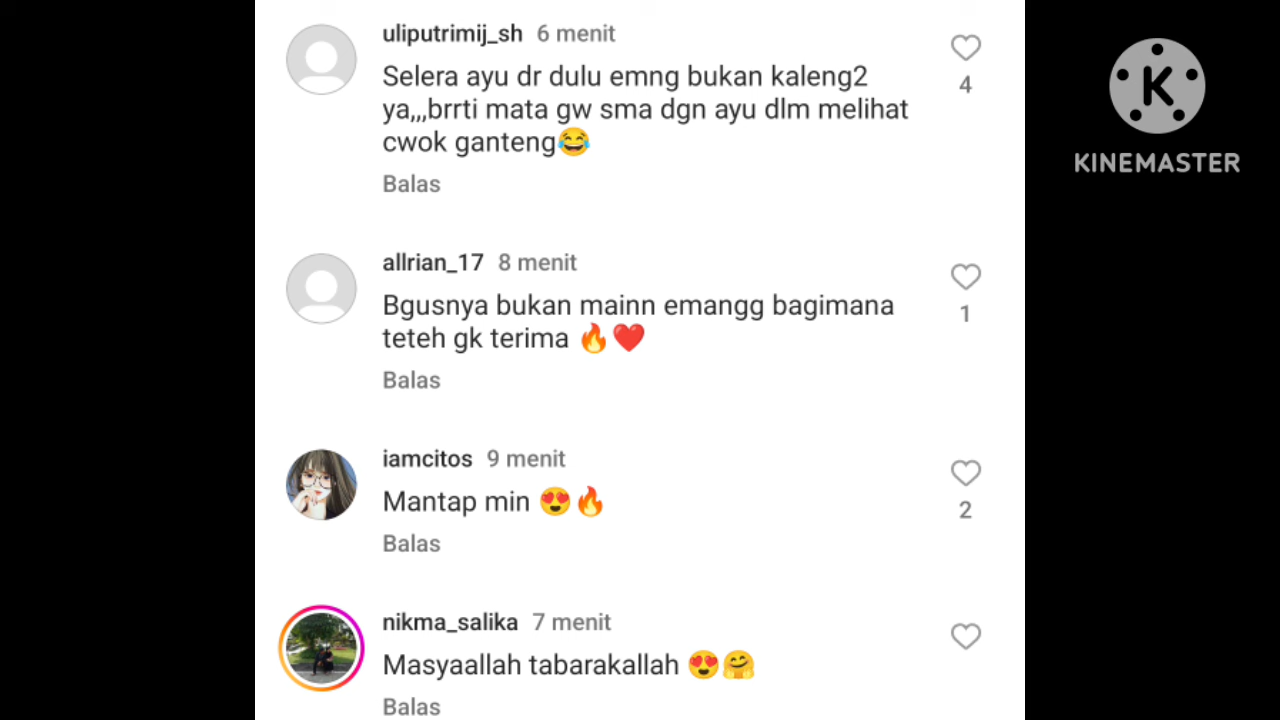 uliputrimij_sh 6 menit
Selera ayu dr dulu emng bukan kaleng2
ya,,,brrti mata gw sma dgn ayu dlm melihat
cwok ganteng😂
4
Balas
allrian_17 8 menit
Bgusnya bukan mainn emangg bagimana
teteh gk terima 🔥❤️
1
Balas
iamcitos 9 menit
Mantap min 😍🔥
2
Balas
nikma_salika 7 menit
Masyaallah tabarakallah 😍🤗
Balas
K
KINEMASTER